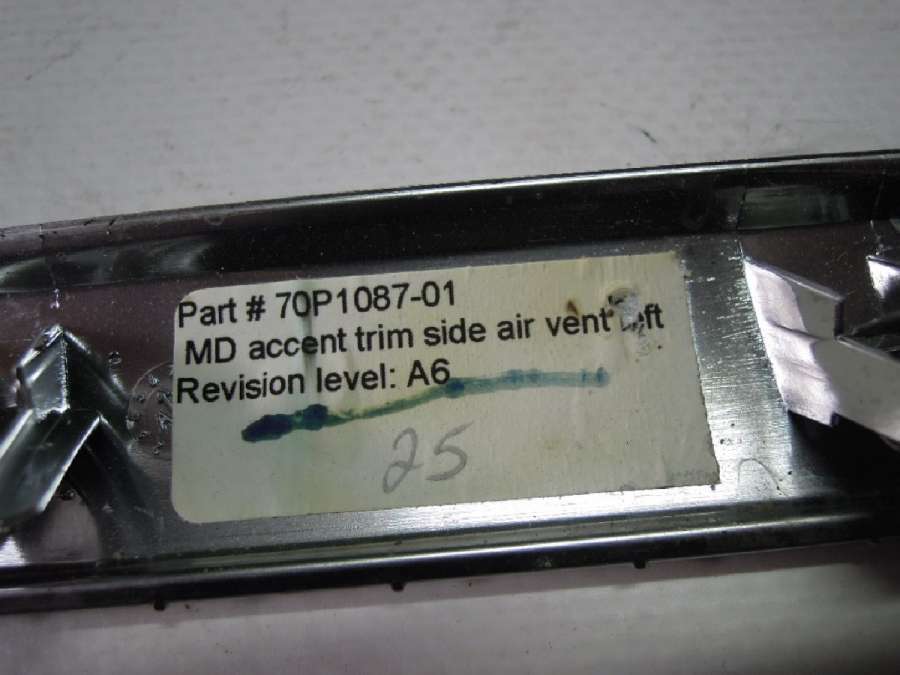 Part # 70P1087-01
MD accent trim side air vent left
Revision level: A6
25